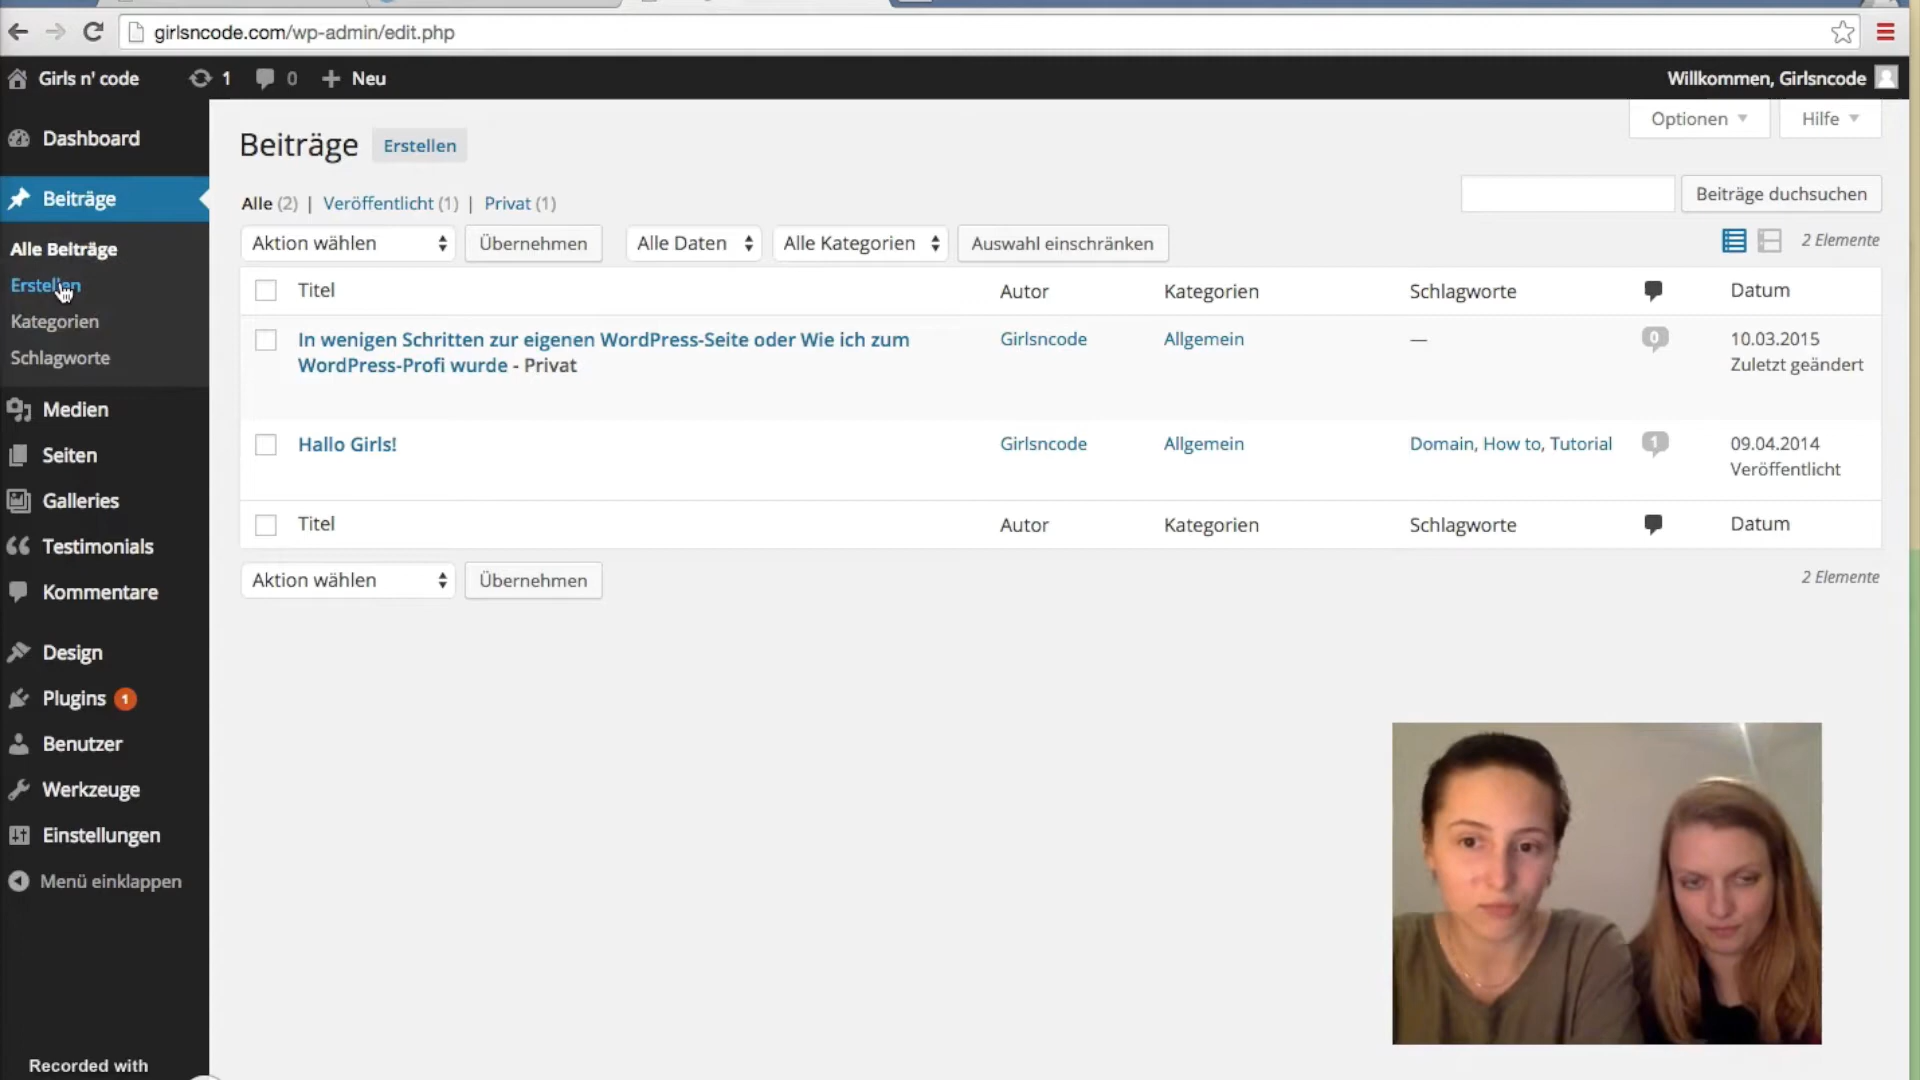 girlsncode.com/wp-admin/edit.php
Girls n' code 1 0 Neu
Willkommen, Girlsncode
Dashboard
Beiträge
Alle Beiträge
Erstellen
Kategorien
Schlagworte
Medien
Seiten
Galleries
Testimonials
Kommentare
Design
Plugins 1
Benutzer
Werkzeuge
Einstellungen
Menü einklappen
Recorded with
Optionen Hilfe
Beiträge Erstellen
Alle (2) | Veröffentlicht (1) | Privat (1)
Beiträge duchsuchen
Aktion wählen Übernehmen Alle Daten Alle Kategorien Auswahl einschränken 2 Elemente
Titel Autor Kategorien Schlagworte Datum
In wenigen Schritten zur eigenen WordPress-Seite oder Wie ich zum
WordPress-Profi wurde - Privat
Girlsncode Allgemein — 0 10.03.2015
Zuletzt geändert
Hallo Girls! Girlsncode Allgemein Domain, How to, Tutorial 1 09.04.2014
Veröffentlicht
Titel Autor Kategorien Schlagworte Datum
Aktion wählen Übernehmen 2 Elemente